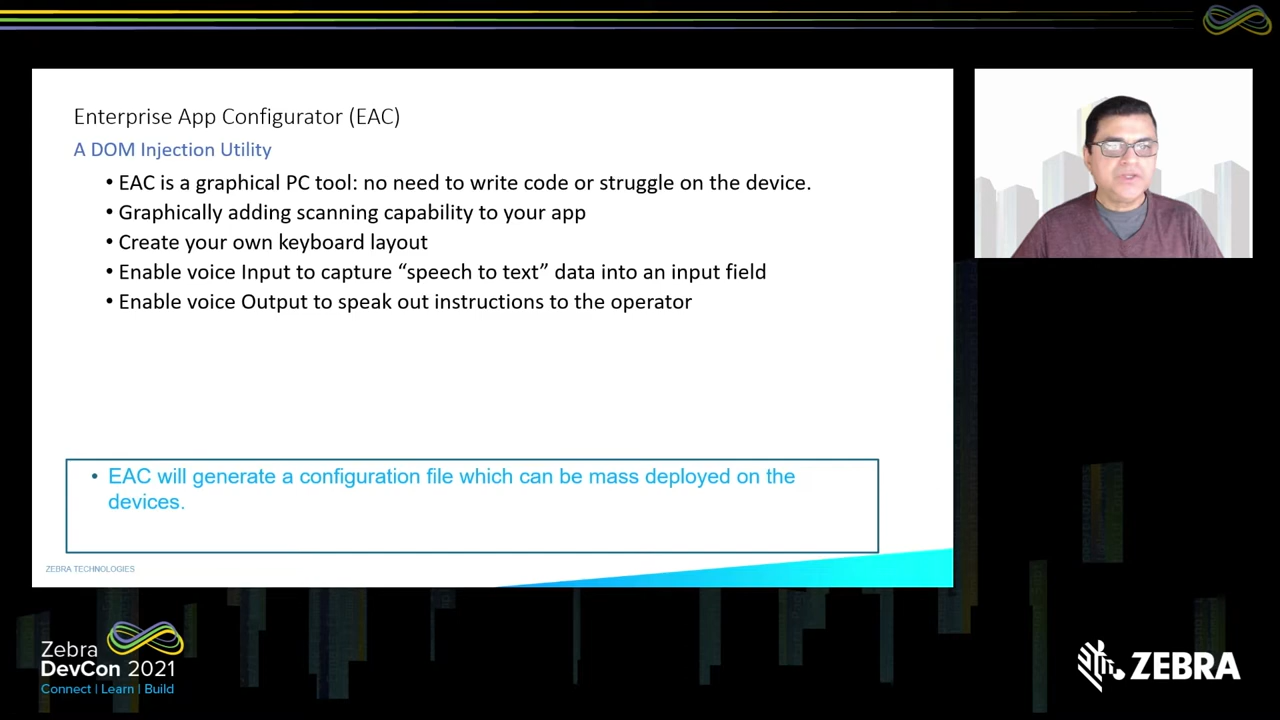 Enterprise App Configurator (EAC)
A DOM Injection Utility
• EAC is a graphical PC tool: no need to write code or struggle on the device.
• Graphically adding scanning capability to your app
• Create your own keyboard layout
• Enable voice Input to capture “speech to text” data into an input field
• Enable voice Output to speak out instructions to the operator
• EAC will generate a configuration file which can be mass deployed on the
devices.
ZEBRA TECHNOLOGIES
Zebra
DevCon 2021
Connect | Learn | Build
ZEBRA